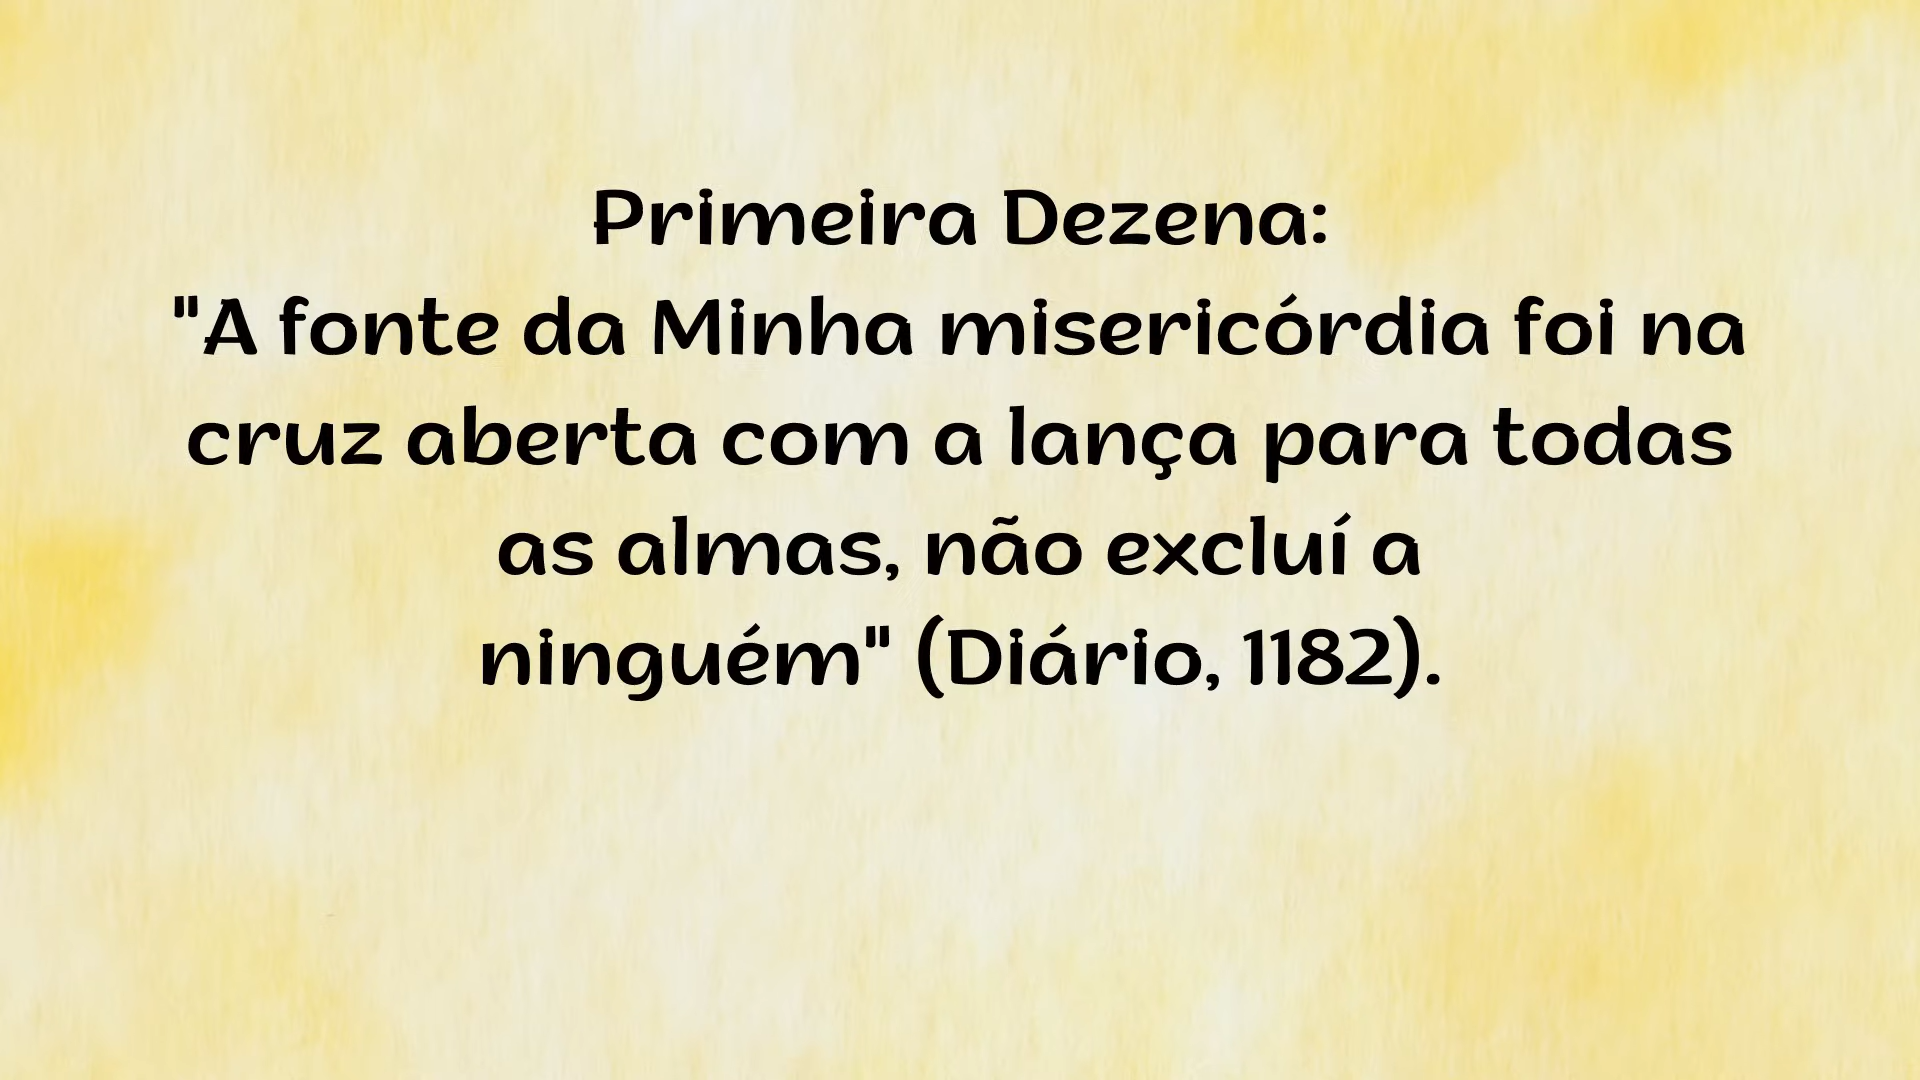 Primeira Dezena:
"A fonte da Minha misericórdia foi na
cruz aberta com a lança para todas
as almas, não excluí a
ninguém" (Diário, 1182).